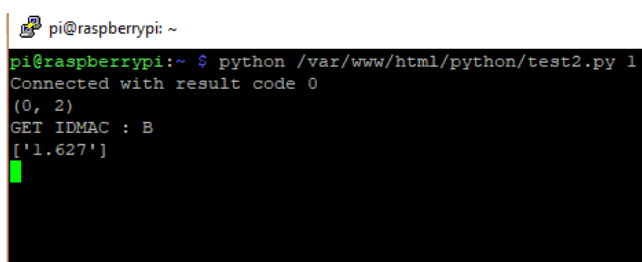 pi@raspberrypi: ~
pi@raspberrypi:~ $ python /var/www/html/python/test2.py 1
Connected with result code 0
(0, 2)
GET IDMAC : B
['1.627']